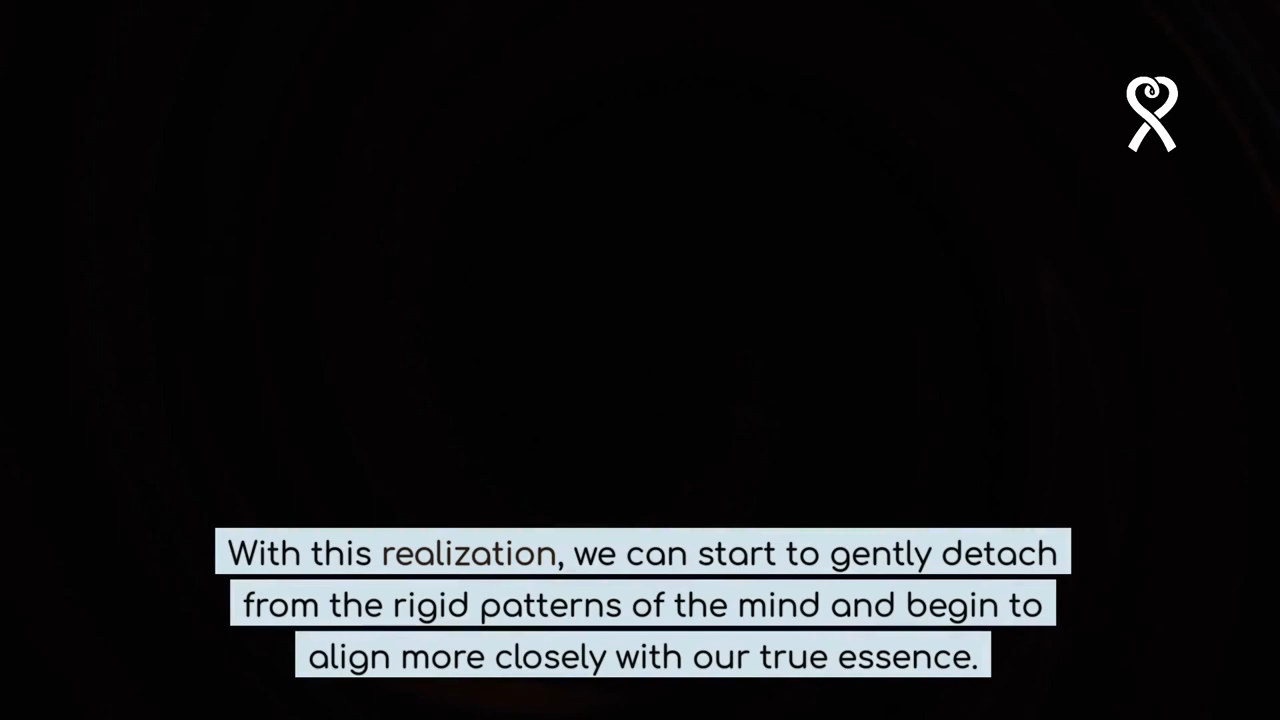 With this realization, we can start to gently detach
from the rigid patterns of the mind and begin to
align more closely with our true essence.